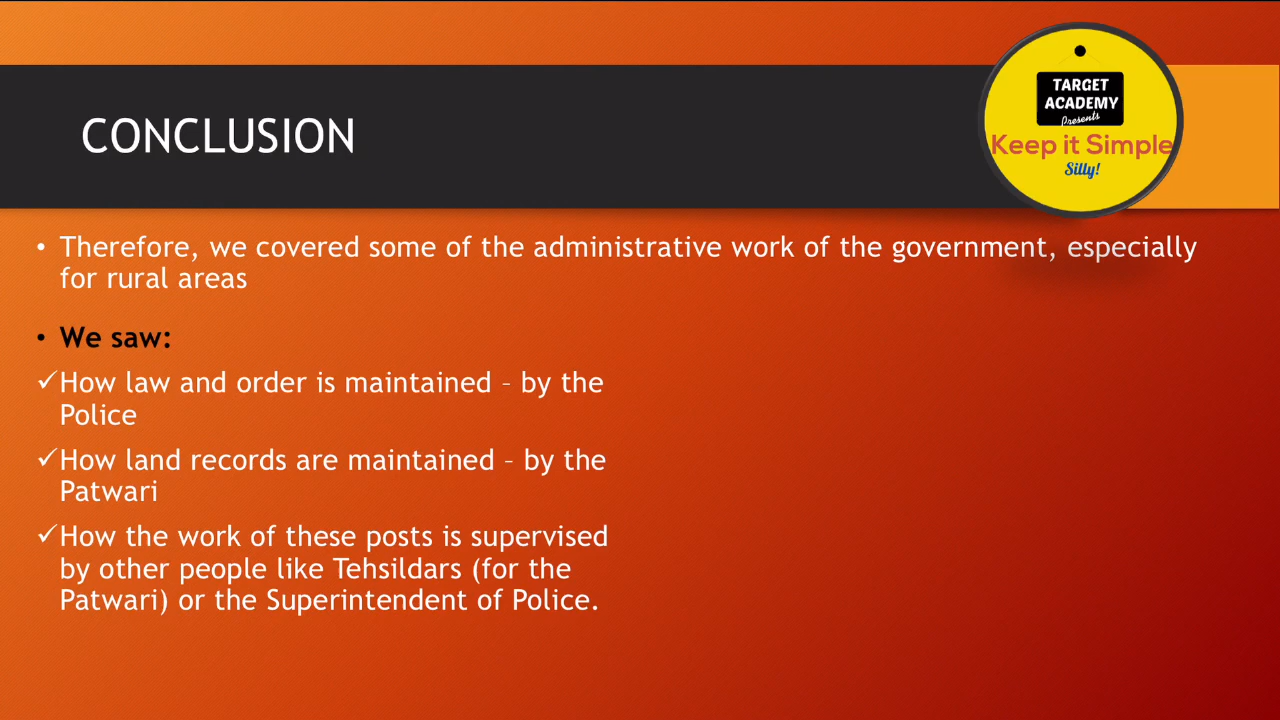 TARGET
ACADEMY
Presents
Keep it Simple
Silly!
CONCLUSION
• Therefore, we covered some of the administrative work of the government, especially
for rural areas
• We saw:
✓How law and order is maintained – by the
Police
✓How land records are maintained – by the
Patwari
✓How the work of these posts is supervised
by other people like Tehsildars (for the
Patwari) or the Superintendent of Police.